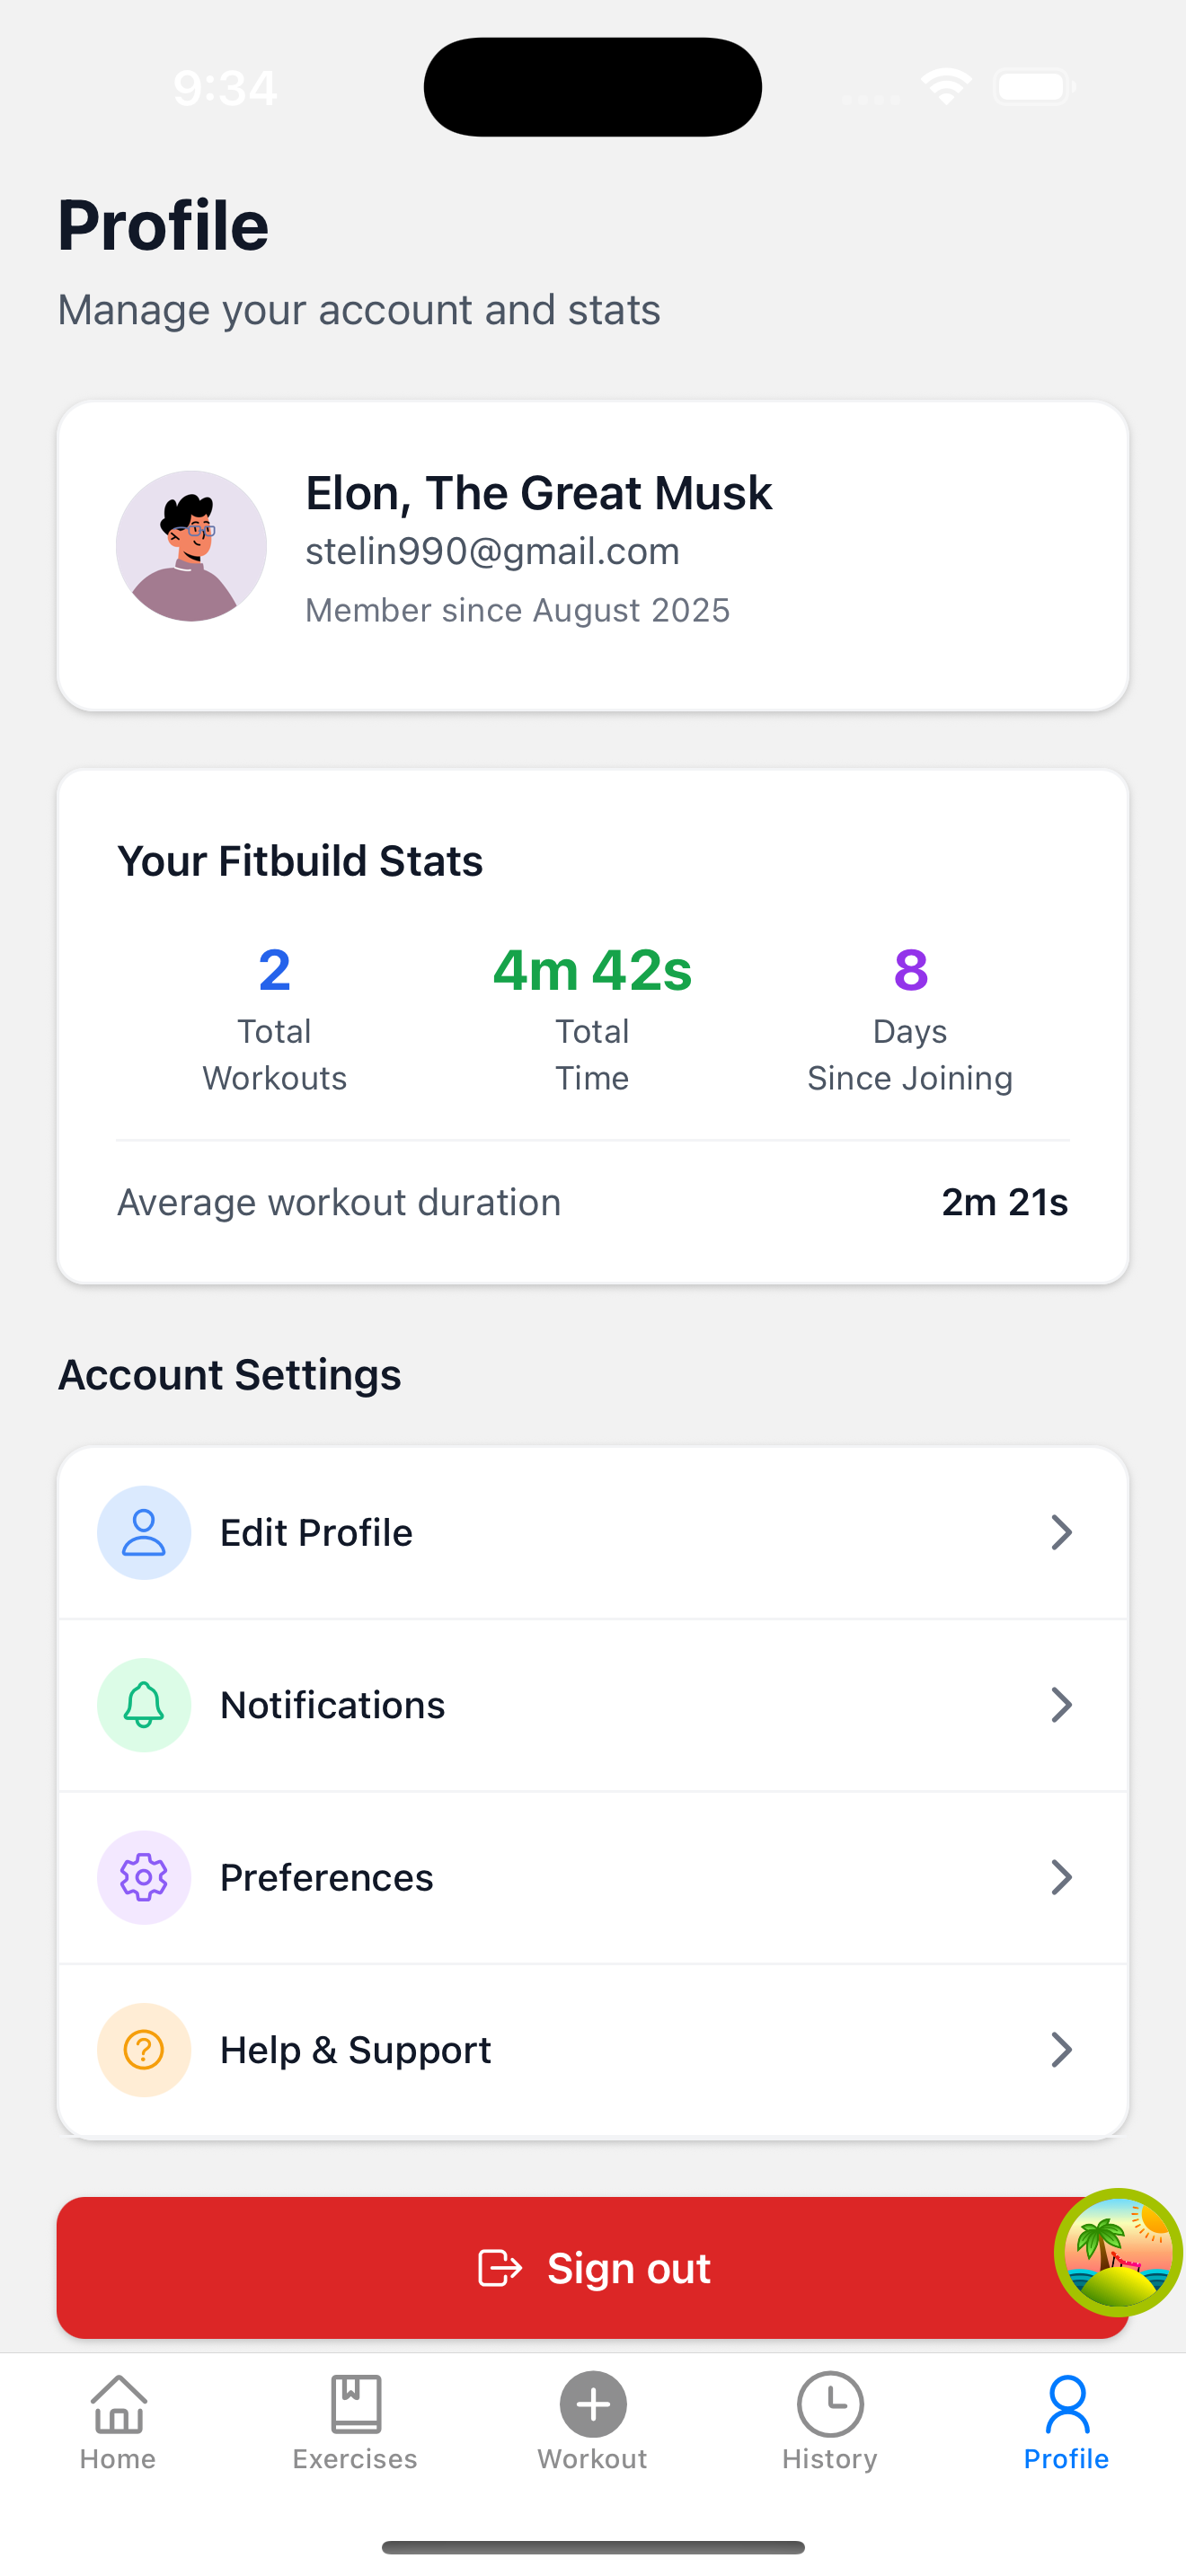 9:34
Profile
Manage your account and stats
Elon, The Great Musk
stelin990@gmail.com
Member since August 2025
Your Fitbuild Stats
2
4m 42s
8
Total
Workouts
Total
Time
Days
Since Joining
Average workout duration
2m 21s
Account Settings
Edit Profile
Notifications
Preferences
Help & Support
Sign out
Home
Exercises
Workout
History
Profile